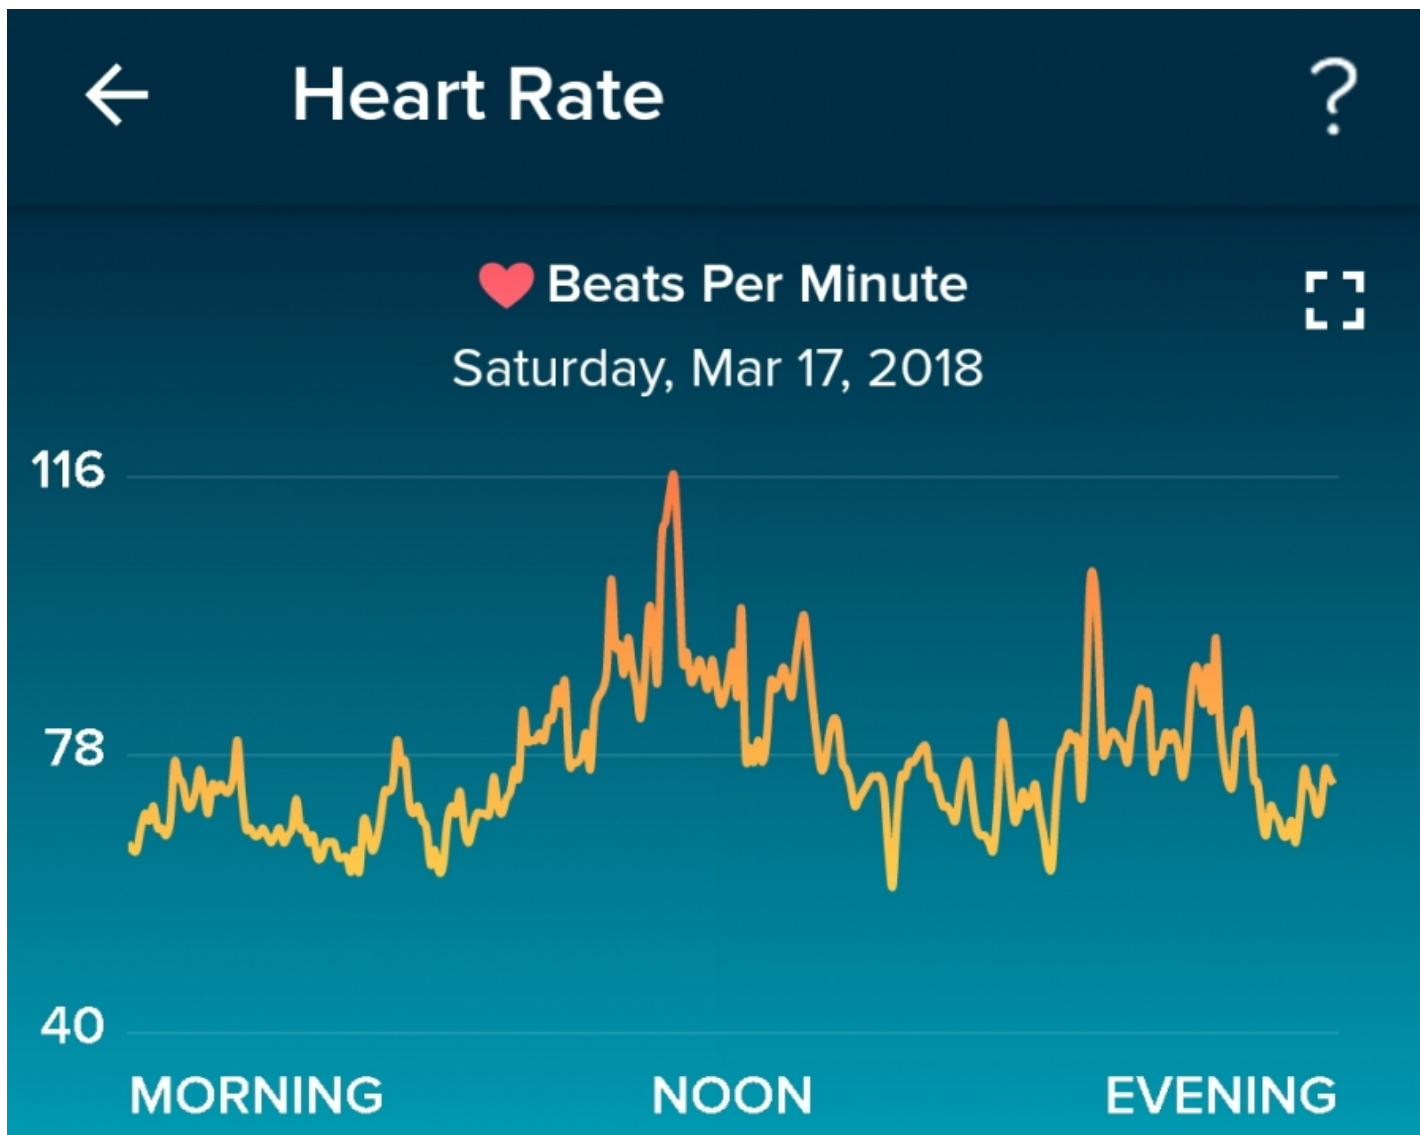 Heart Rate ?
Beats Per Minute
Saturday, Mar 17, 2018
116
78
40
MORNING NOON EVENING